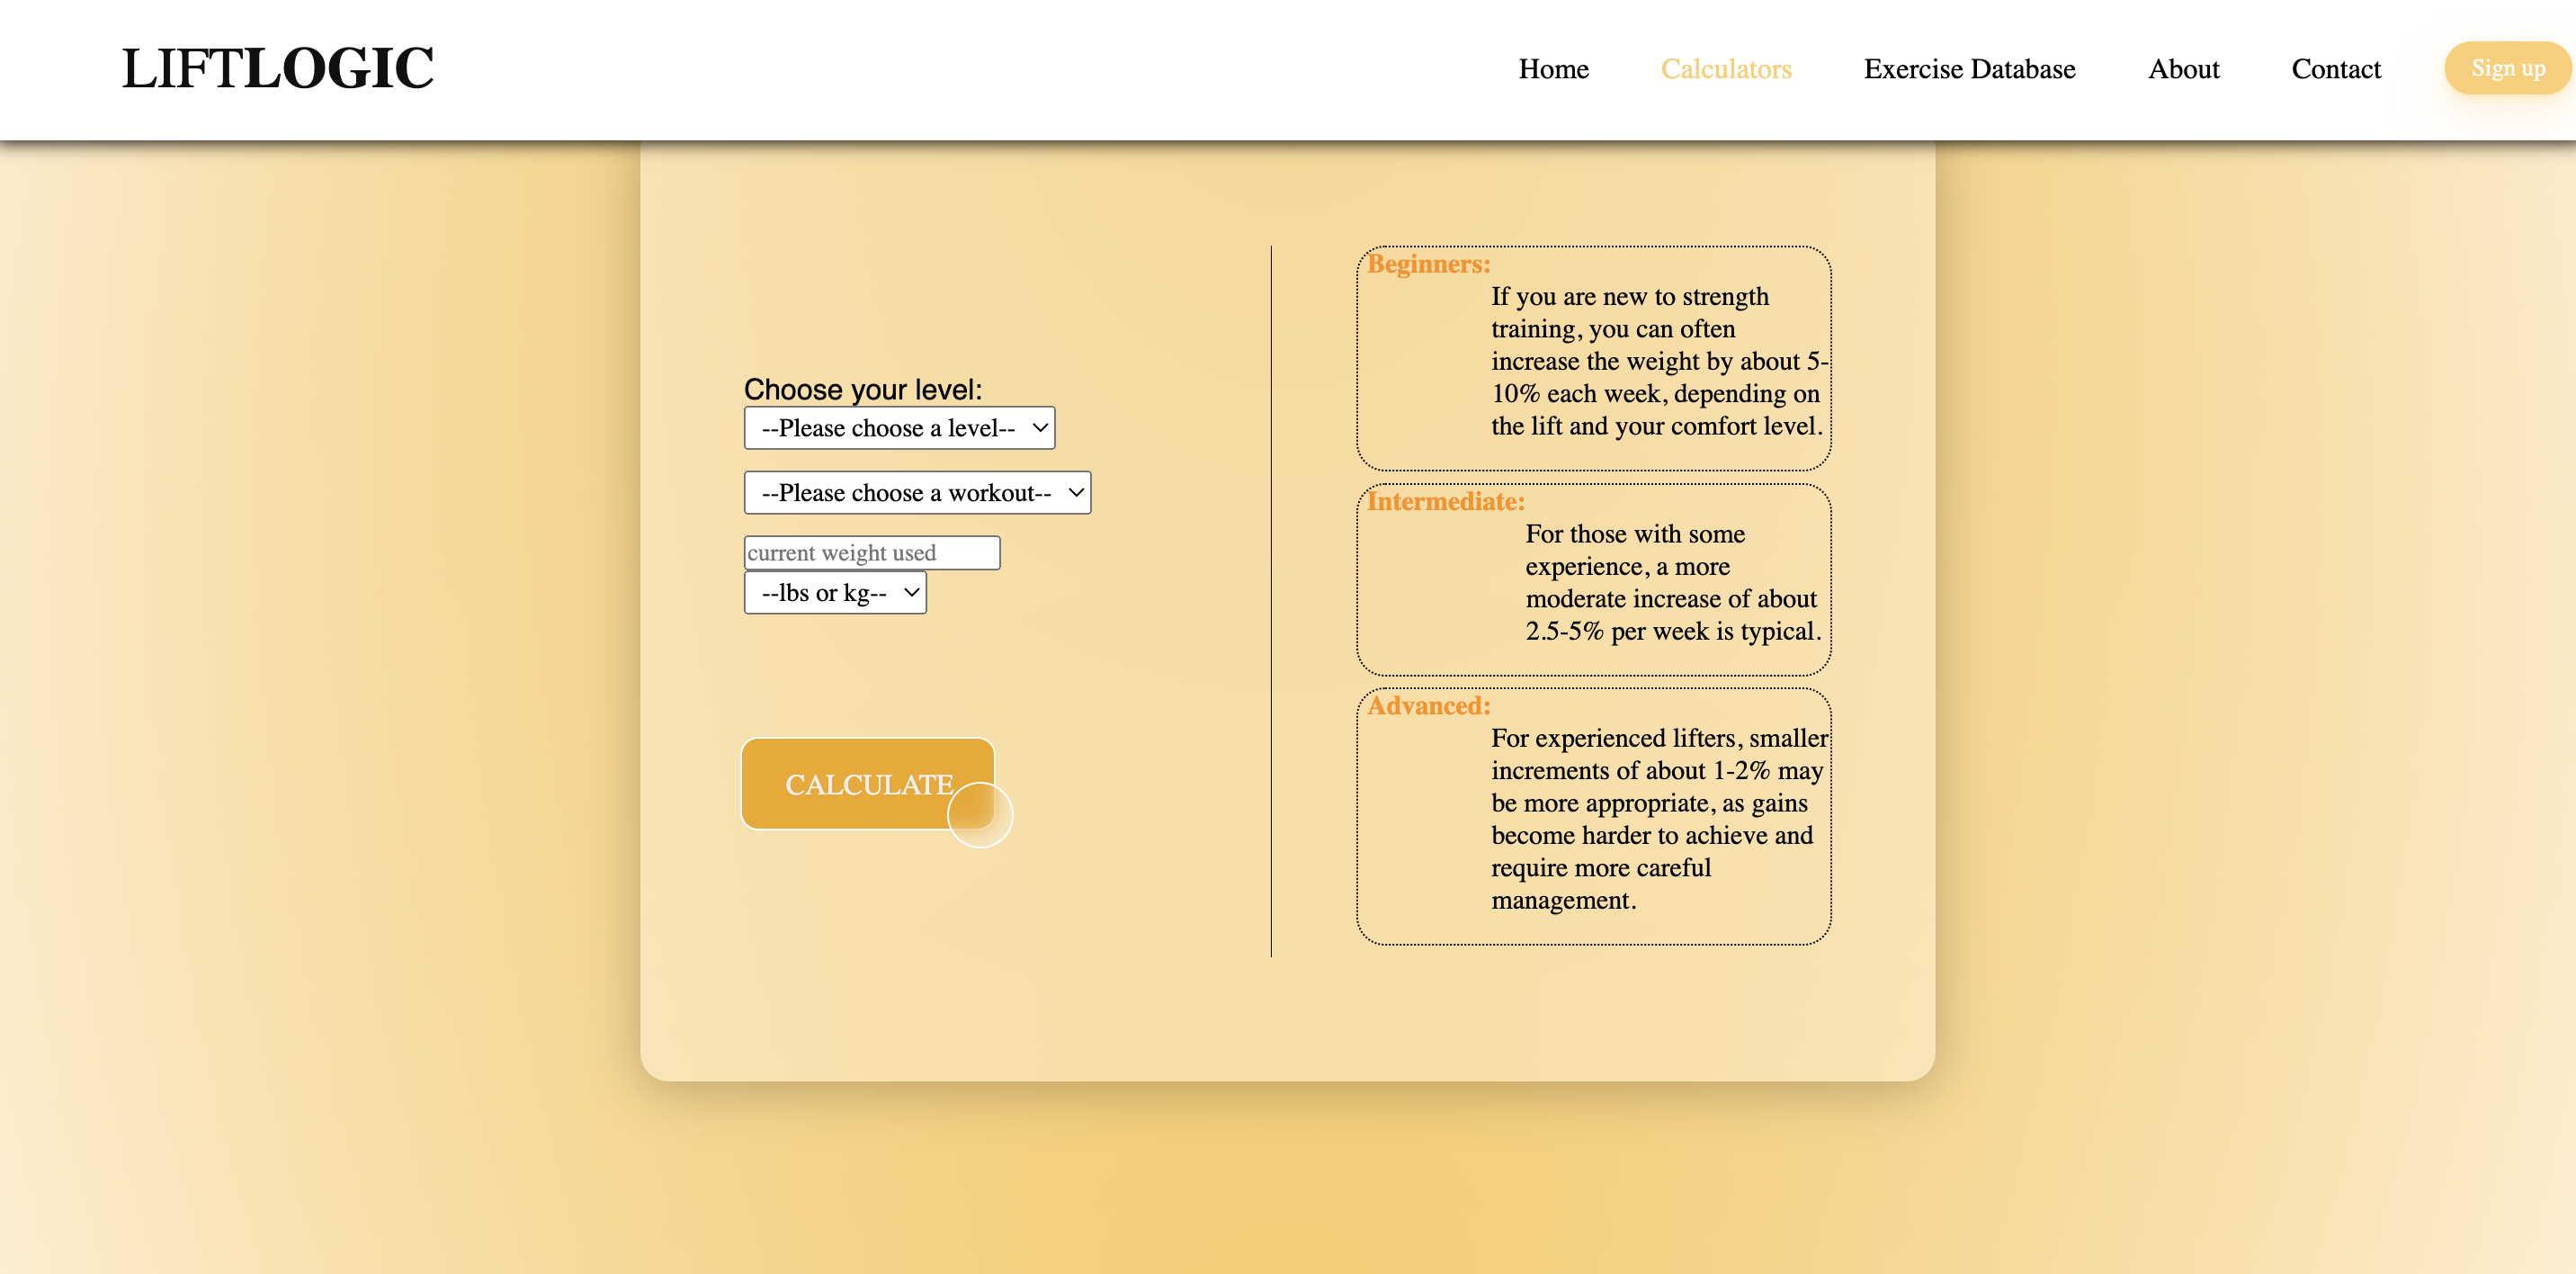 LIFTLOGIC
Home Calculators Exercise Database About Contact Sign up
Choose your level:
--Please choose a level--
--Please choose a workout--
current weight used
--lbs or kg--
CALCULATE
Beginners:
If you are new to strength
training, you can often
increase the weight by about 5-
10% each week, depending on
the lift and your comfort level.
Intermediate:
For those with some
experience, a more
moderate increase of about
2.5-5% per week is typical.
Advanced:
For experienced lifters, smaller
increments of about 1-2% may
be more appropriate, as gains
become harder to achieve and
require more careful
management.